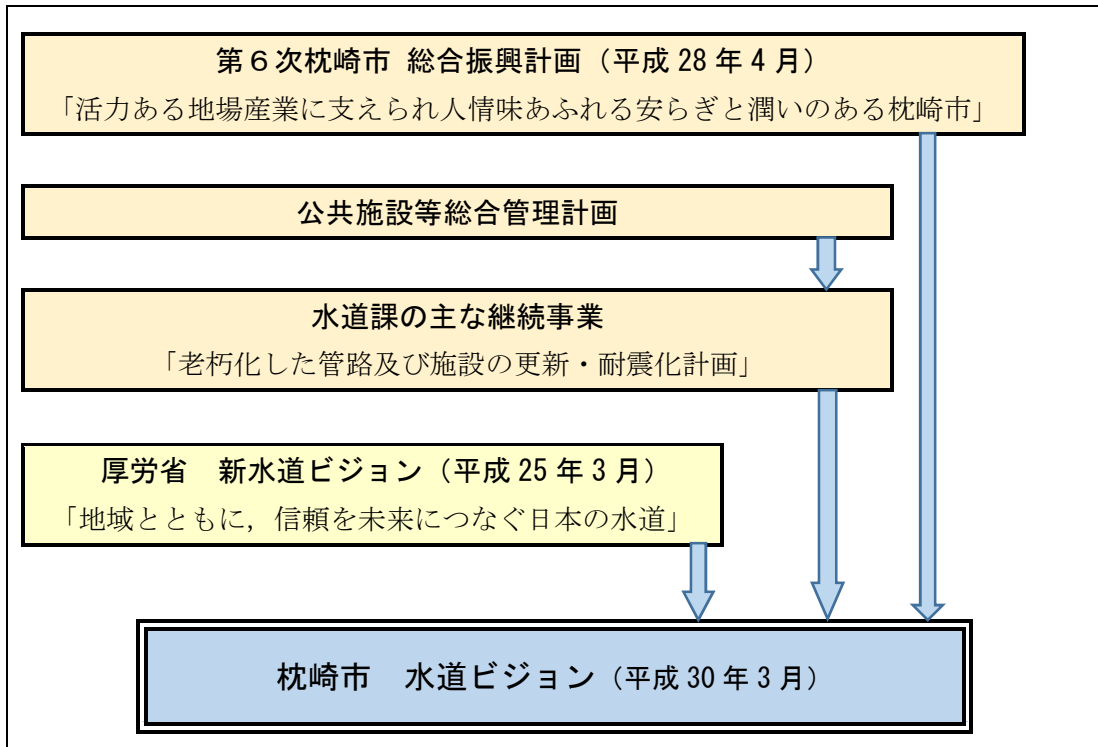 第６次枕崎市 総合振興計画（平成 28 年 4 月）
「活力ある地場産業に支えられ人情味あふれる安らぎと潤いのある枕崎市」
公共施設等総合管理計画
水道課の主な継続事業
「老朽化した管路及び施設の更新・耐震化計画」
厚労省　新水道ビジョン（平成 25 年 3 月）
「地域とともに，信頼を未来につなぐ日本の水道」
枕崎市　水道ビジョン（平成 30 年 3 月）